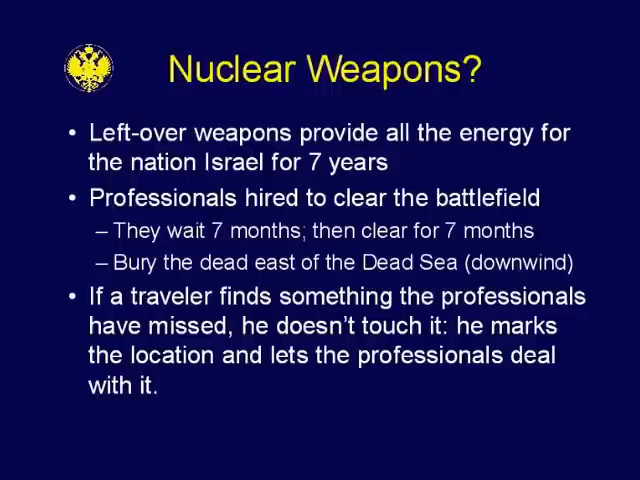 Nuclear Weapons?
• Left-over weapons provide all the energy for
the nation Israel for 7 years
• Professionals hired to clear the battlefield
– They wait 7 months; then clear for 7 months
– Bury the dead east of the Dead Sea (downwind)
• If a traveler finds something the professionals
have missed, he doesn't touch it: he marks
the location and lets the professionals deal
with it.